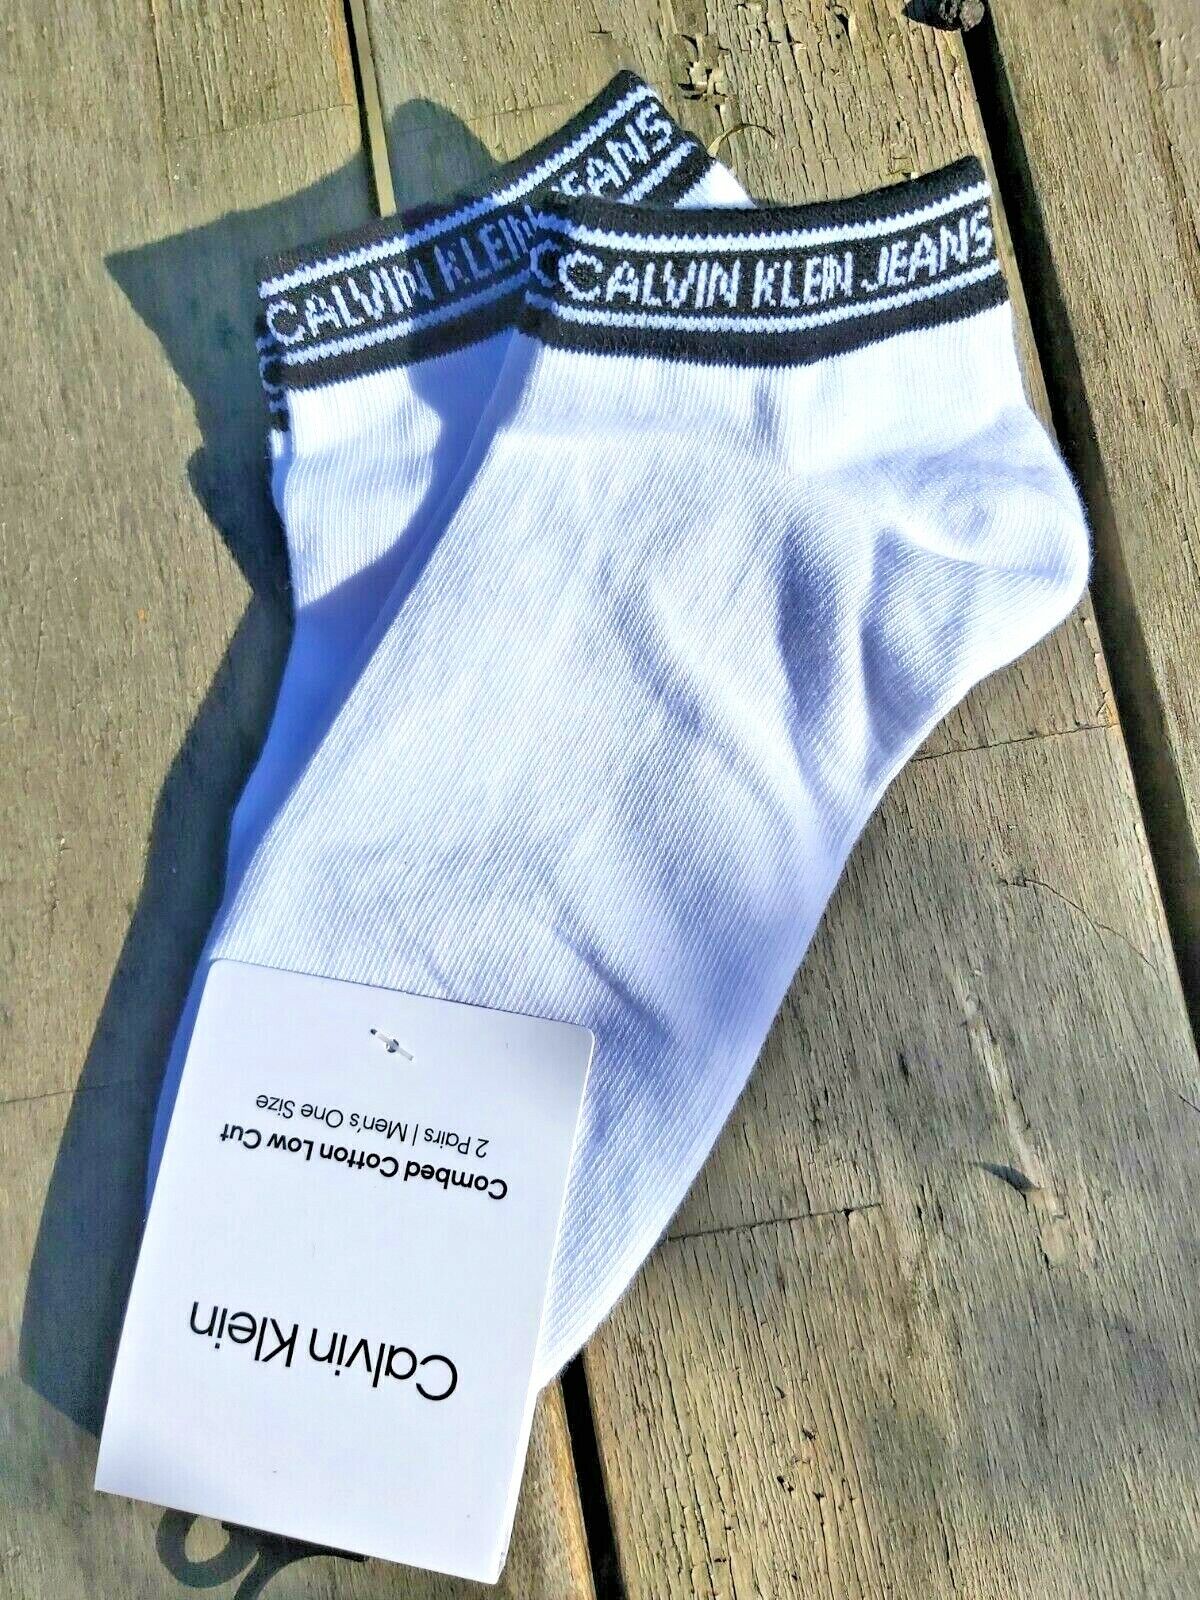 CALVIN KLEIN JEANS
CALVIN KLEIN JEANS
Calvin Klein
Combed Cotton Low Cut
2 Pairs | Men's One Size